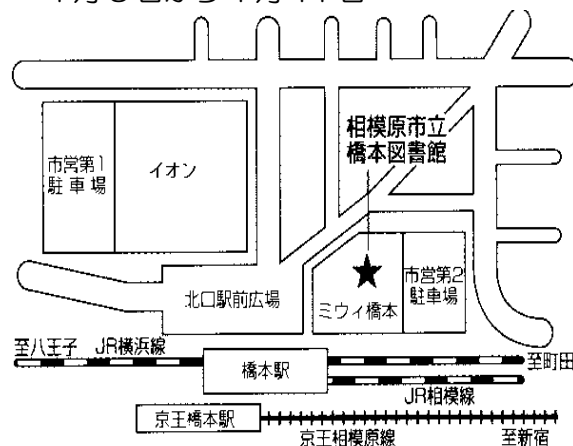 相模原市立
橋本図書館
市営第1
駐車場
イオン
市営第2
駐車場
北口駅前広場
ミウィ橋本
至八王子
JR横浜線
橋本駅
至町田
JR相模線
京王橋本駅
京王相模原線
至新宿